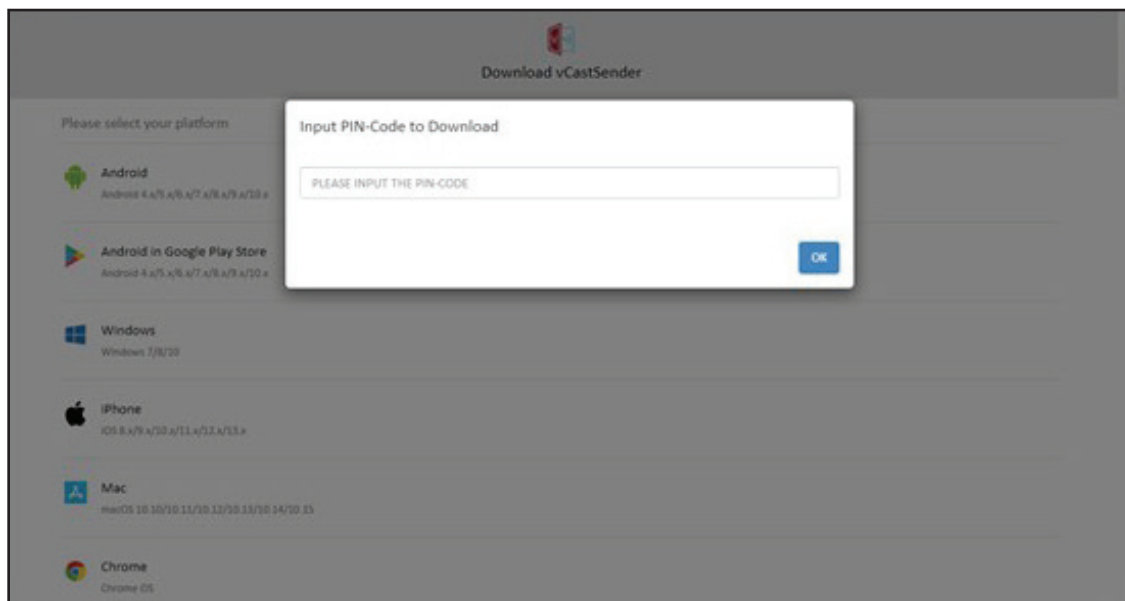 Download vCastSender
Please select your platform
Input PIN-Code to Download
PLEASE INPUT THE PIN-CODE
OK
Android
Android 4.x/5.x/6.x/7.x/8.x/9.x/10.x
Android in Google Play Store
Android 4.x/5.x/6.x/7.x/8.x/9.x/10.x
Windows
Windows 7/8/10
iPhone
iOS 8.x/9.x/10.x/11.x/12.x/13.x
Mac
macOS 10.10/10.11/10.12/10.13/10.14/10.15
Chrome
Chrome OS